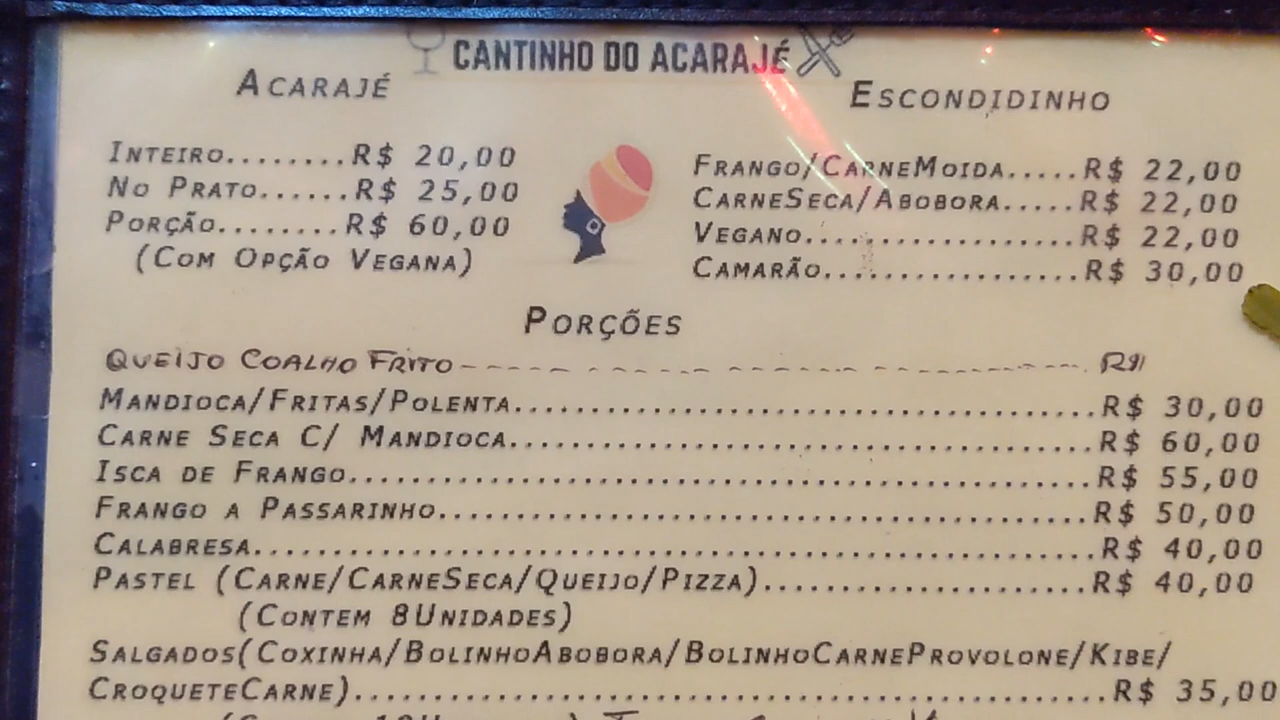 CANTINHO DO ACARAJÉ
ACARAJÉ
INTEIRO........R$ 20,00
NO PRATO......R$ 25,00
PORÇÃO........R$ 60,00
(COM OPÇÃO VEGANA)
ESCONDIDINHO
FRANGO/CARNEMOIDA.....R$ 22,00
CARNESECA/ABOBORA.....R$ 22,00
VEGANO................R$ 22,00
CAMARÃO...............R$ 30,00
PORÇÕES
QUEIJO COALHO FRITO R$
MANDIOCA/FRITAS/POLENTA...................................R$ 30,00
CARNE SECA C/ MANDIOCA...................................R$ 60,00
ISCA DE FRANGO............................................R$ 55,00
FRANGO A PASSARINHO.......................................R$ 50,00
CALABRESA.................................................R$ 40,00
PASTEL (CARNE/CARNESECA/QUEIJO/PIZZA).....................R$ 40,00
(CONTEM 8UNIDADES)
SALGADOS(COXINHA/BOLINHOABOBORA/BOLINHOCARNEPROVOLONE/KIBE/
CROQUETECARNE)............................................R$ 35,00